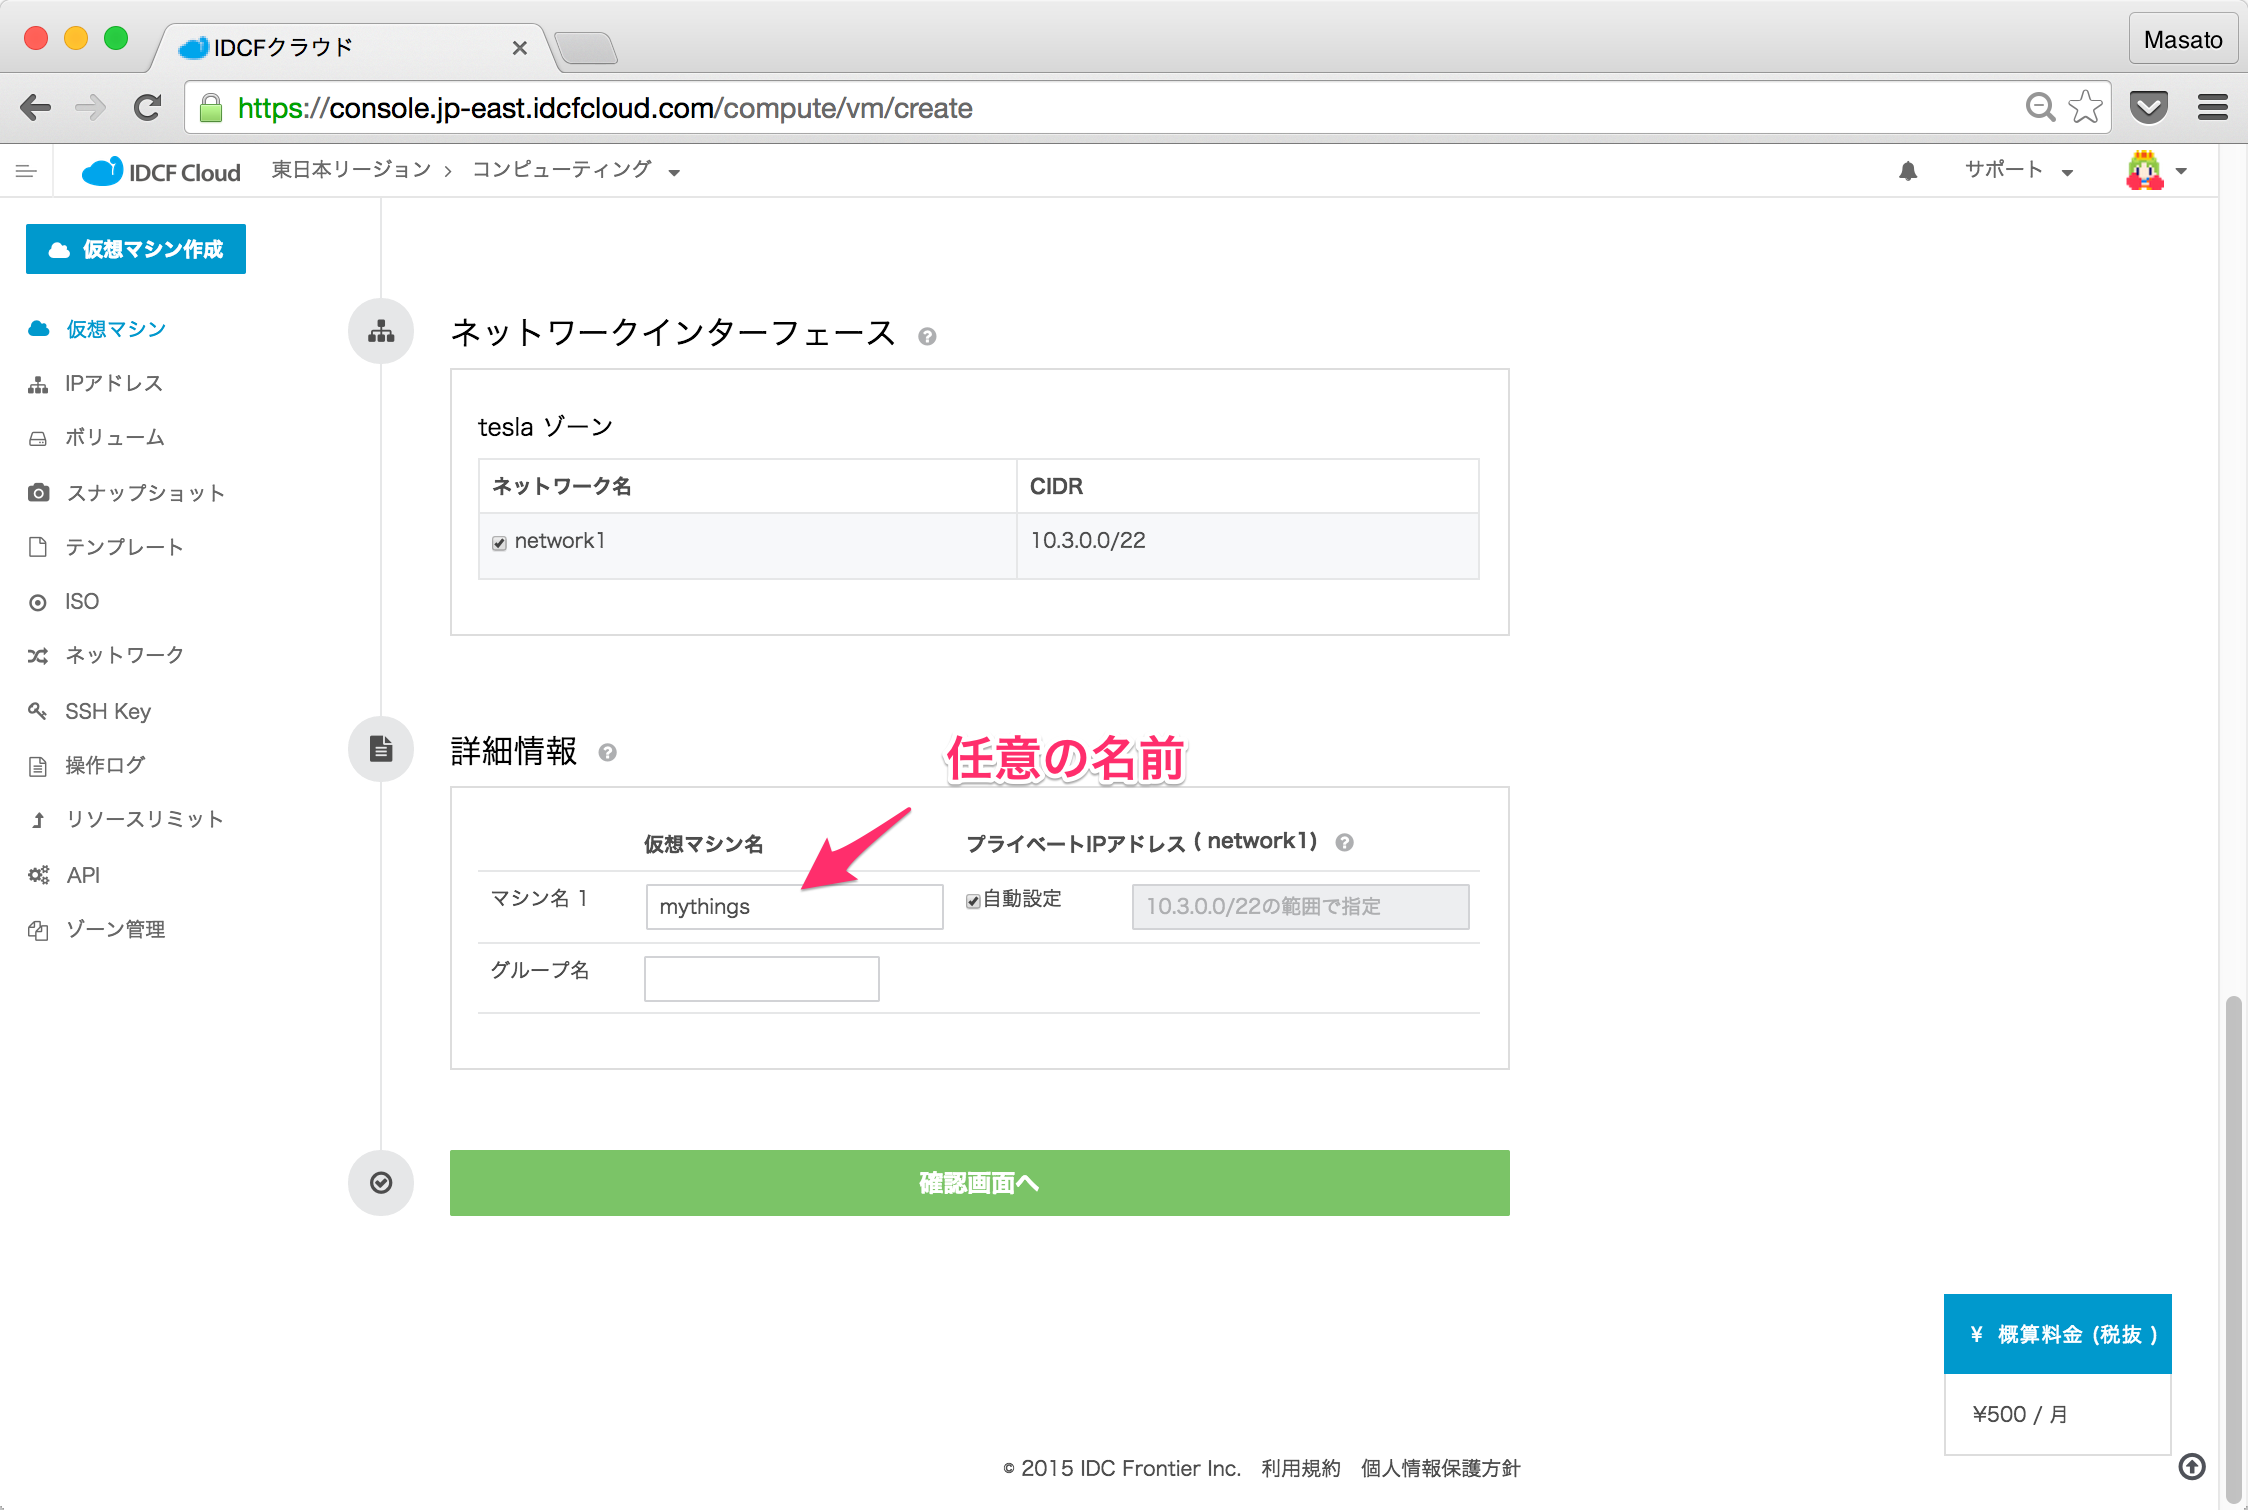 IDCFクラウド
Masato
https://console.jp-east.idcfcloud.com/compute/vm/create
IDCF Cloud 東日本リージョン › コンピューティング サポート
仮想マシン作成
仮想マシン
IPアドレス
ボリューム
スナップショット
テンプレート
ISO
ネットワーク
SSH Key
操作ログ
リソースリミット
API
ゾーン管理
ネットワークインターフェース
tesla ゾーン
ネットワーク名 CIDR
network1 10.3.0.0/22
詳細情報
任意の名前
仮想マシン名 プライベートIPアドレス ( network1)
マシン名 1 mythings 自動設定 10.3.0.0/22の範囲で指定
グループ名
確認画面へ
¥ 概算料金 (税抜 )
¥500 / 月
© 2015 IDC Frontier Inc. 利用規約 個人情報保護方針